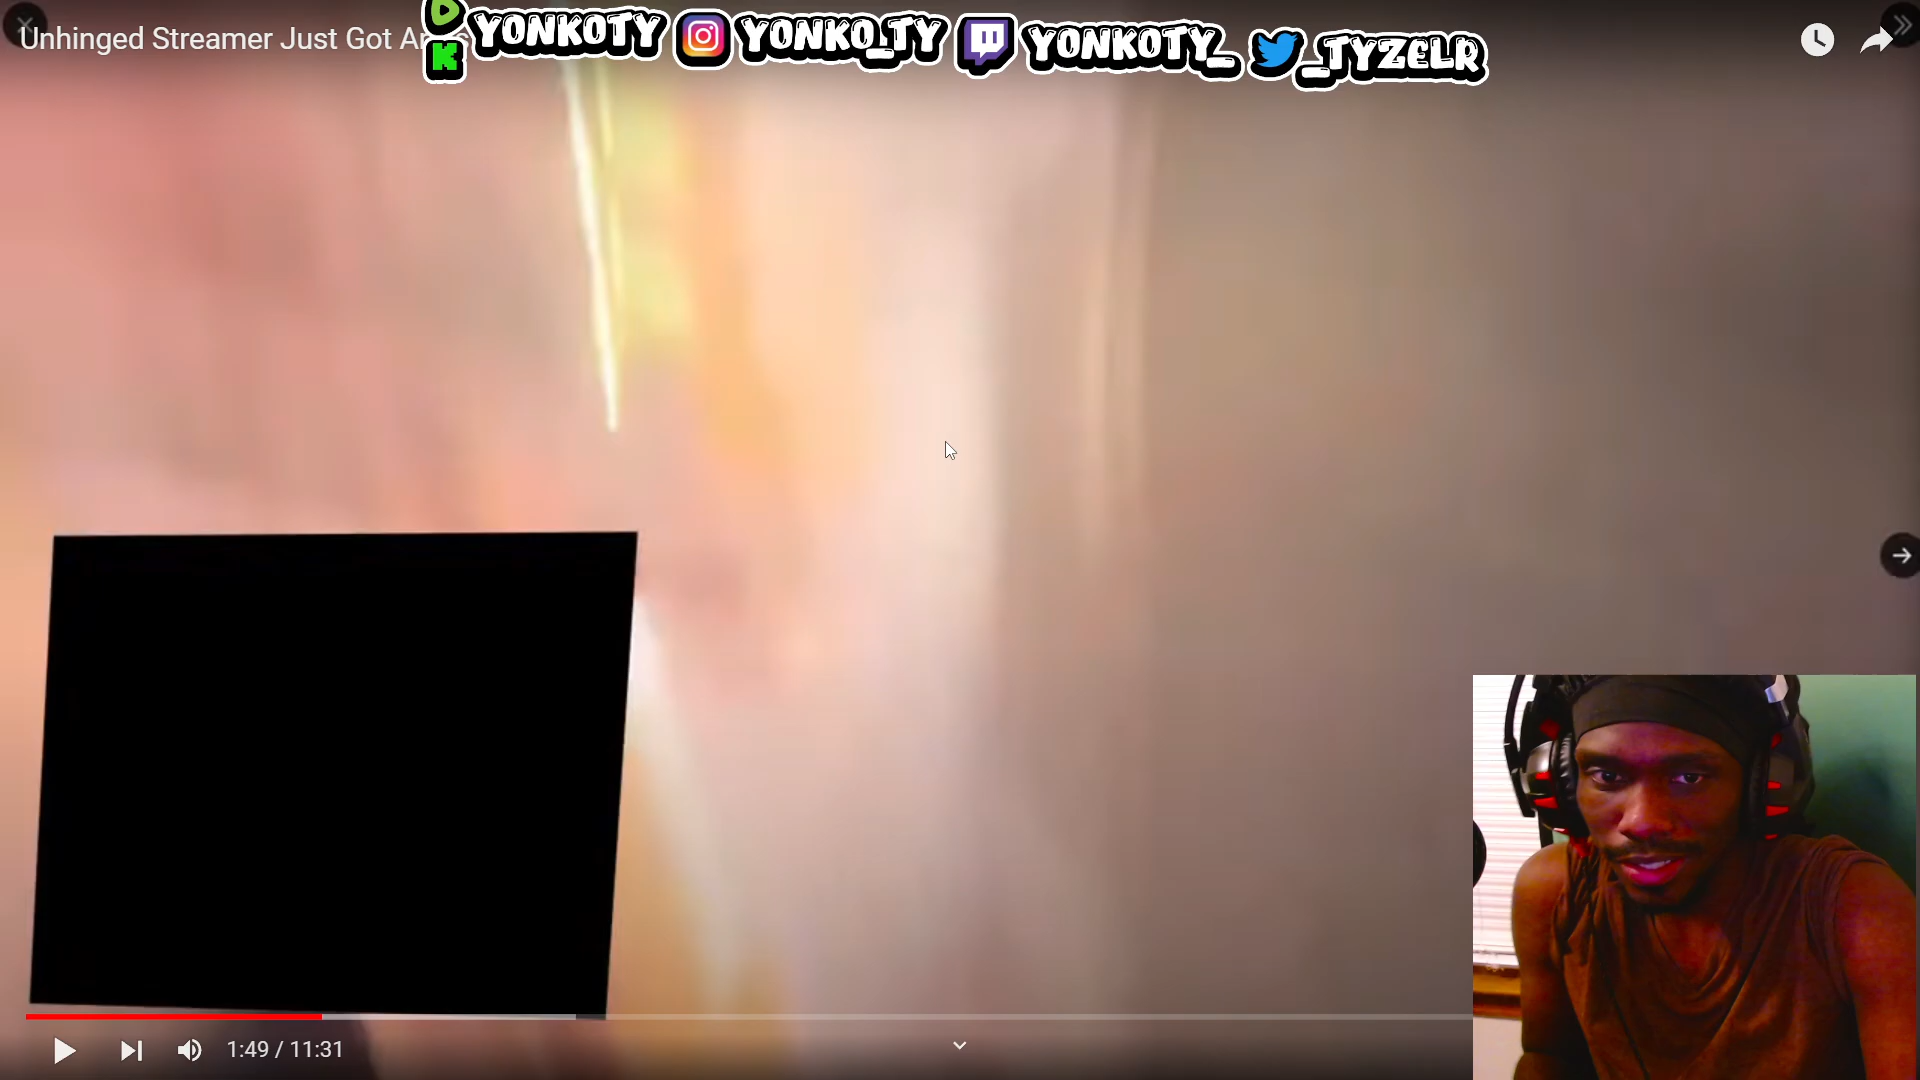 Unhinged Streamer Just Got
YONKOTY YONKO_TY YONKOTY_ _TYZELR
K
1:49 / 11:31